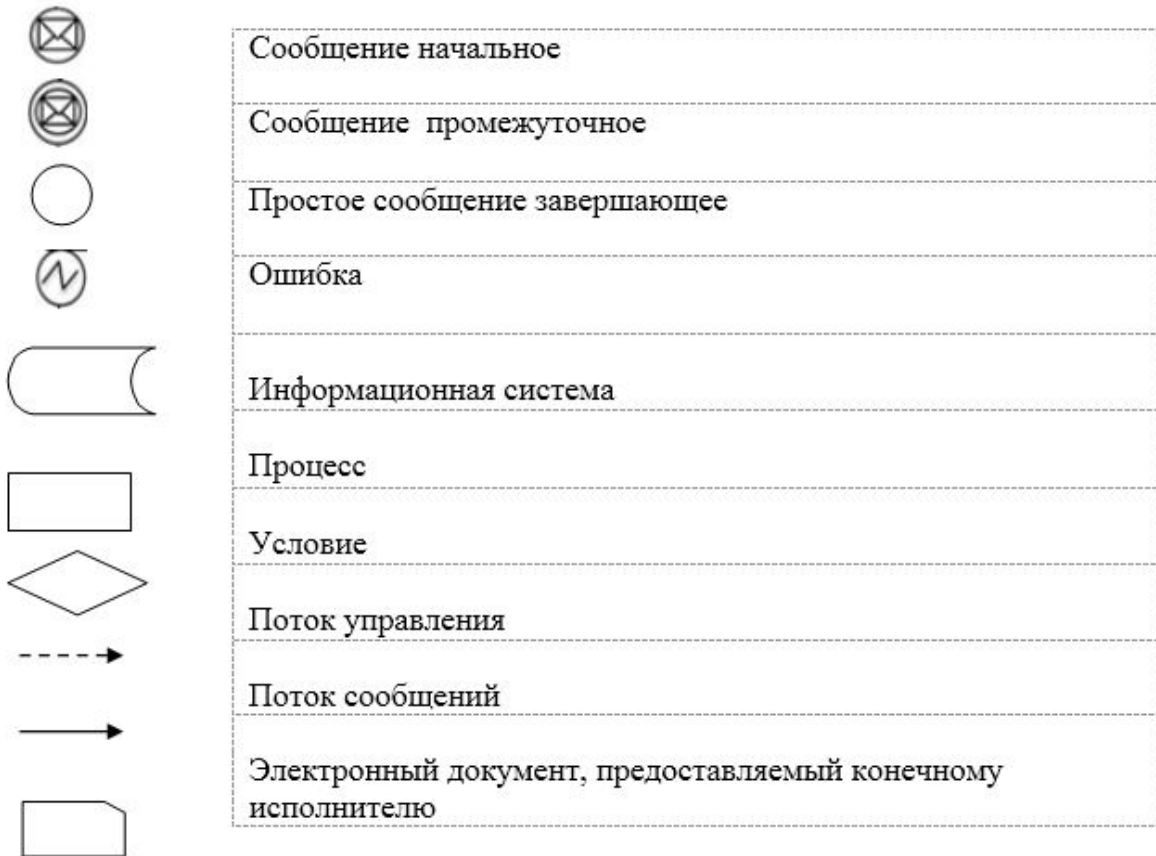 Сообщение начальное
Сообщение промежуточное
Простое сообщение завершающее
Ошибка
Информационная система
Процесс
Условие
Поток управления
Поток сообщений
Электронный документ, предоставляемый конечному
исполнителю